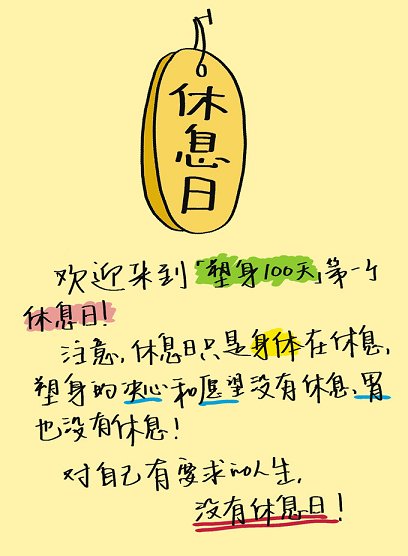 休
息
日
欢迎来到「塑身100天」第一个
休息日！
注意，休息日只是身体在休息，
塑身的决心和愿望没有休息、胃
也没有休息！
对自己有要求的人生，
没有休息日！